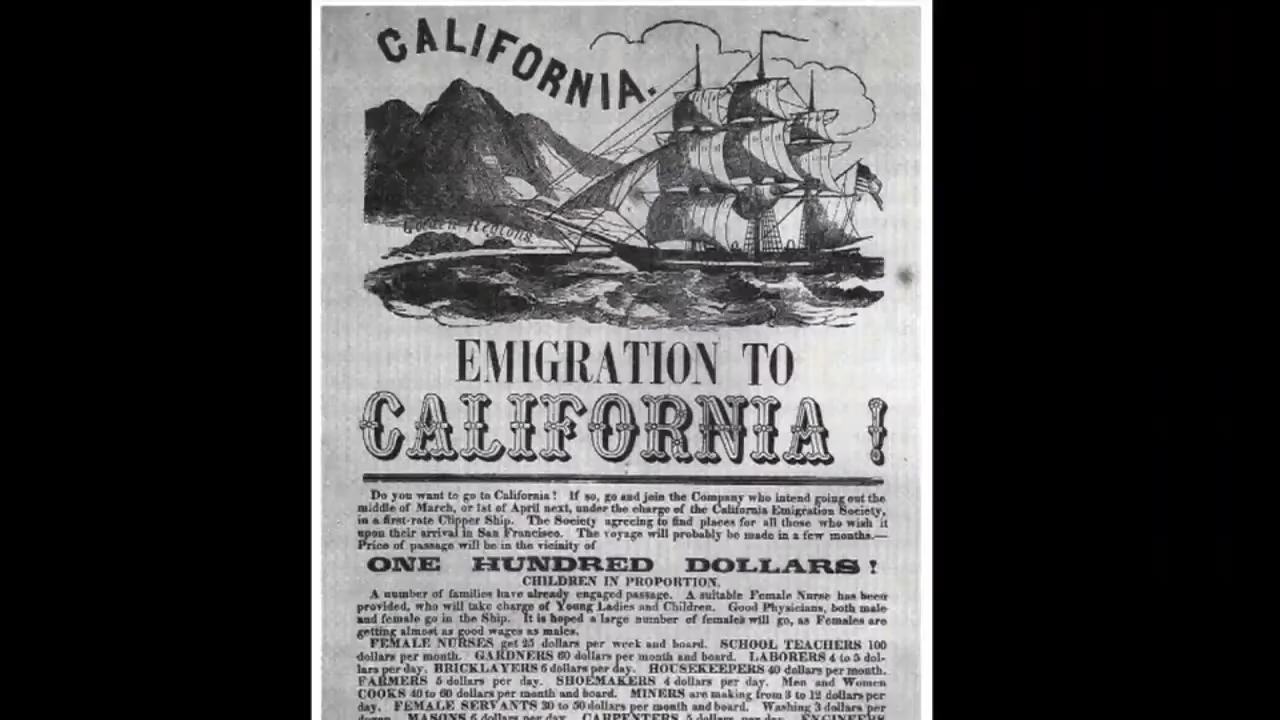 CALIFORNIA.
Golden Regions
EMIGRATION TO
CALIFORNIA !
Do you want to go to California? If so, go and join the Company who intend going out the
middle of March, or 1st of April next, under the charge of the California Emigration Society,
in a first-rate Clipper Ship. The Society agreeing to find places for all those who wish it
upon their arrival in San Francisco. The voyage will probably be made in a few months.—
Price of passage will be in the vicinity of
ONE HUNDRED DOLLARS !
CHILDREN IN PROPORTION.
A number of families have already engaged passage. A suitable Female Nurse has been
provided, who will take charge of Young Ladies and Children. Good Physicians, both male
and female go in the Ship. It is hoped a large number of females will go, as Females are
getting almost as good wages as males.
FEMALE NURSES get 25 dollars per week and board. SCHOOL TEACHERS 100
dollars per month. GARDNERS 60 dollars per month and board. LABORERS 4 to 5 dol-
lars per day. BRICKLAYERS 6 dollars per day. HOUSEKEEPERS 40 dollars per month.
FARMERS 5 dollars per day. SHOEMAKERS 4 dollars per day. Men and Women
COOKS 40 to 60 dollars per month and board. MINERS are making from 3 to 12 dollars per
day. FEMALE SERVANTS 30 to 50 dollars per month and board. Washing 3 dollars per
dozen. MASONS 6 dollars per day. CARPENTERS 5 dollars per day. ENGINEERS